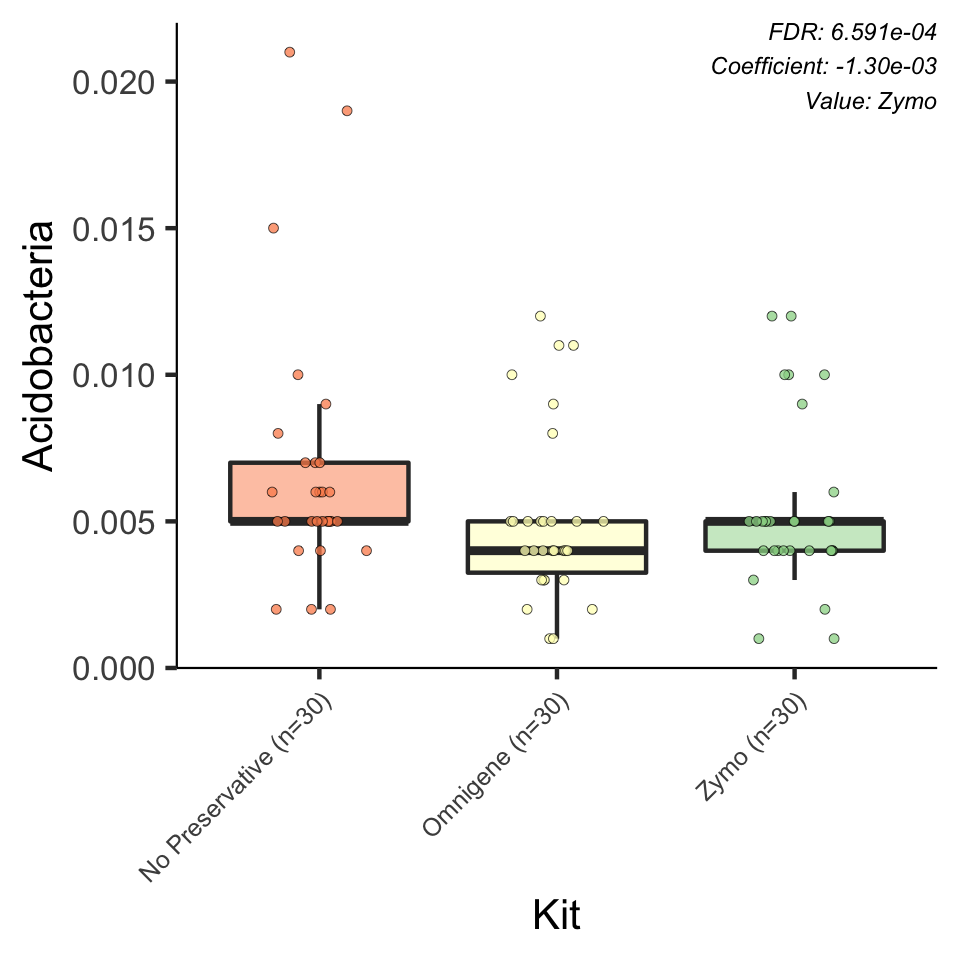 FDR: 6.591e-04
Coefficient: -1.30e-03
Value: Zymo
Acidobacteria
0.020
0.015
0.010
0.005
0.000
No Preservative (n=30)
Omnigene (n=30)
Zymo (n=30)
Kit